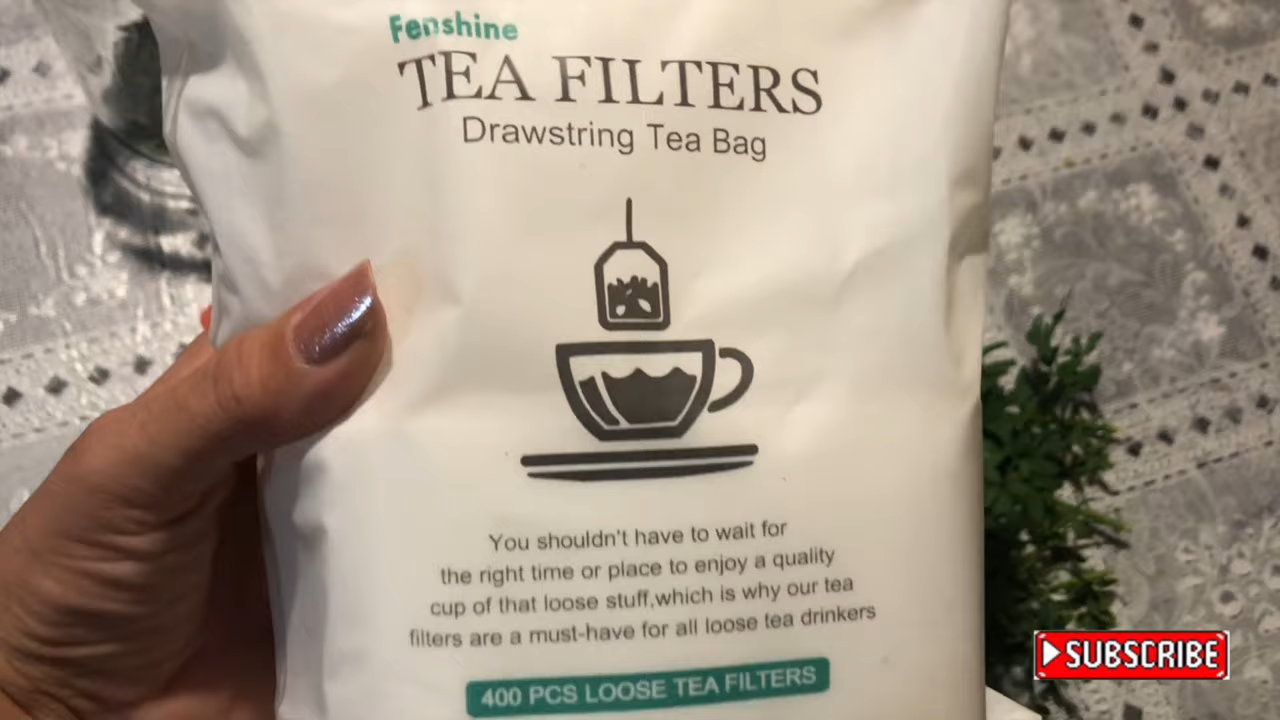 Fenshine
TEA FILTERS
Drawstring Tea Bag
You shouldn't have to wait for
the right time or place to enjoy a quality
cup of that loose stuff,which is why our tea
filters are a must-have for all loose tea drinkers
400 PCS LOOSE TEA FILTERS
SUBSCRIBE